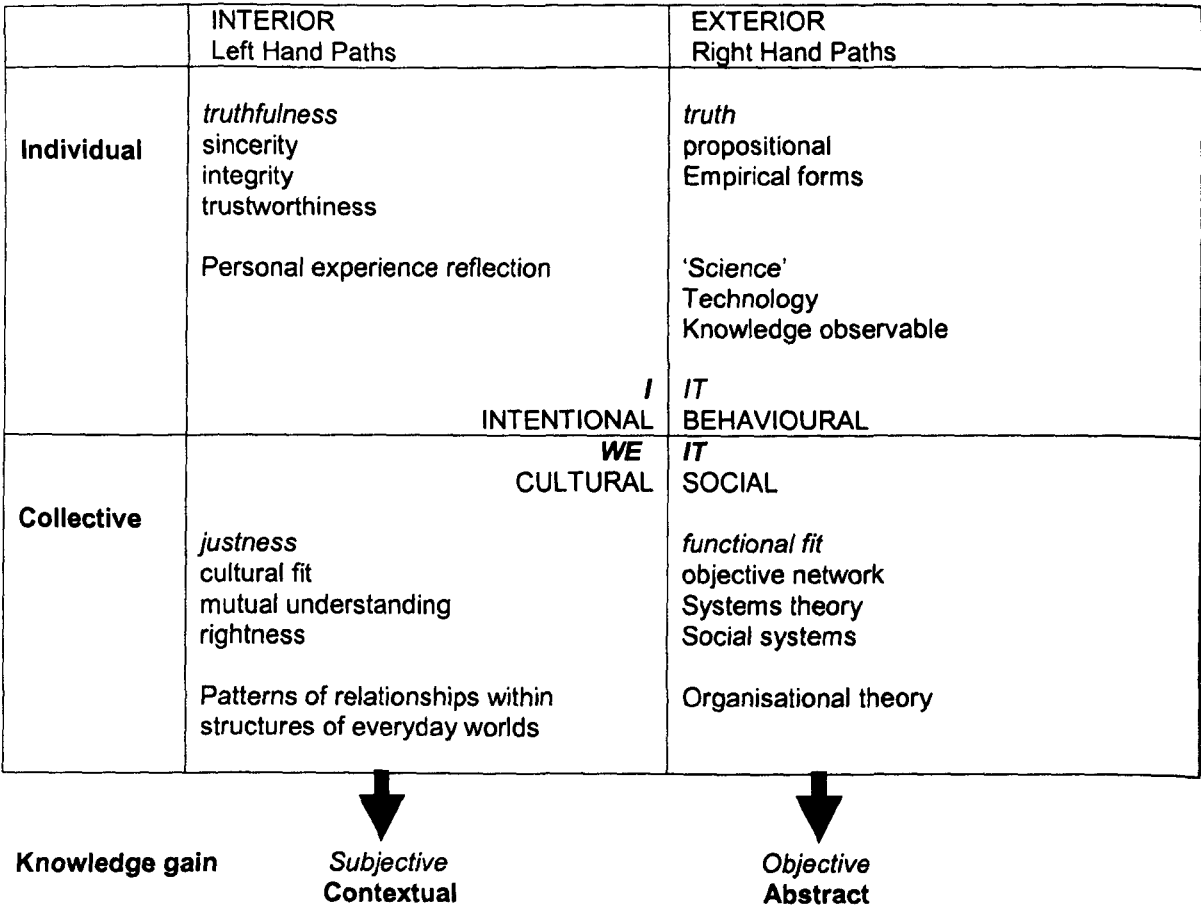 INTERIOR
Left Hand Paths
EXTERIOR
Right Hand Paths
Individual
truthfulness
sincerity
integrity
trustworthiness
Personal experience reflection
I
INTENTIONAL
truth
propositional
Empirical forms
‘Science’
Technology
Knowledge observable
IT
BEHAVIOURAL
Collective
WE
CULTURAL
justness
cultural fit
mutual understanding
rightness
Patterns of relationships within
structures of everyday worlds
IT
SOCIAL
functional fit
objective network
Systems theory
Social systems
Organisational theory
Knowledge gain
Subjective
Contextual
Objective
Abstract